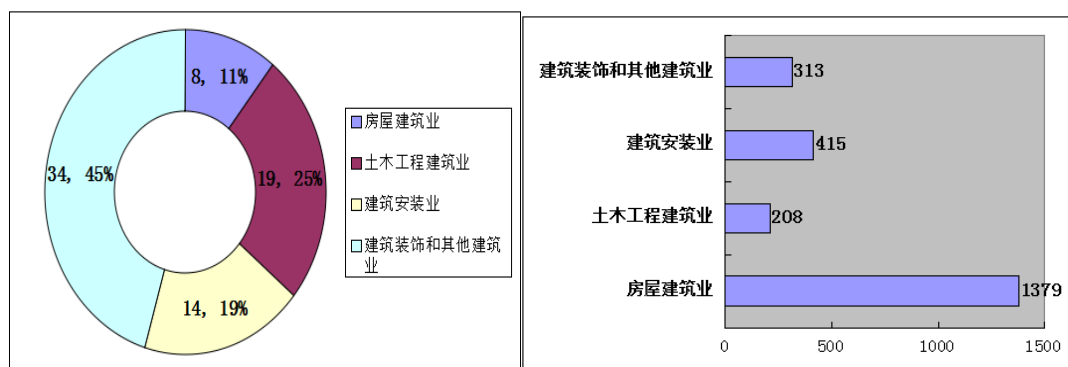 8, 11%
19, 25%
14, 19%
34, 45%
房屋建筑业
土木工程建筑业
建筑安装业
建筑装饰和其他建筑
业
建筑装饰和其他建筑业
313
建筑安装业
415
土木工程建筑业
208
房屋建筑业
1379
0
500
1000
1500